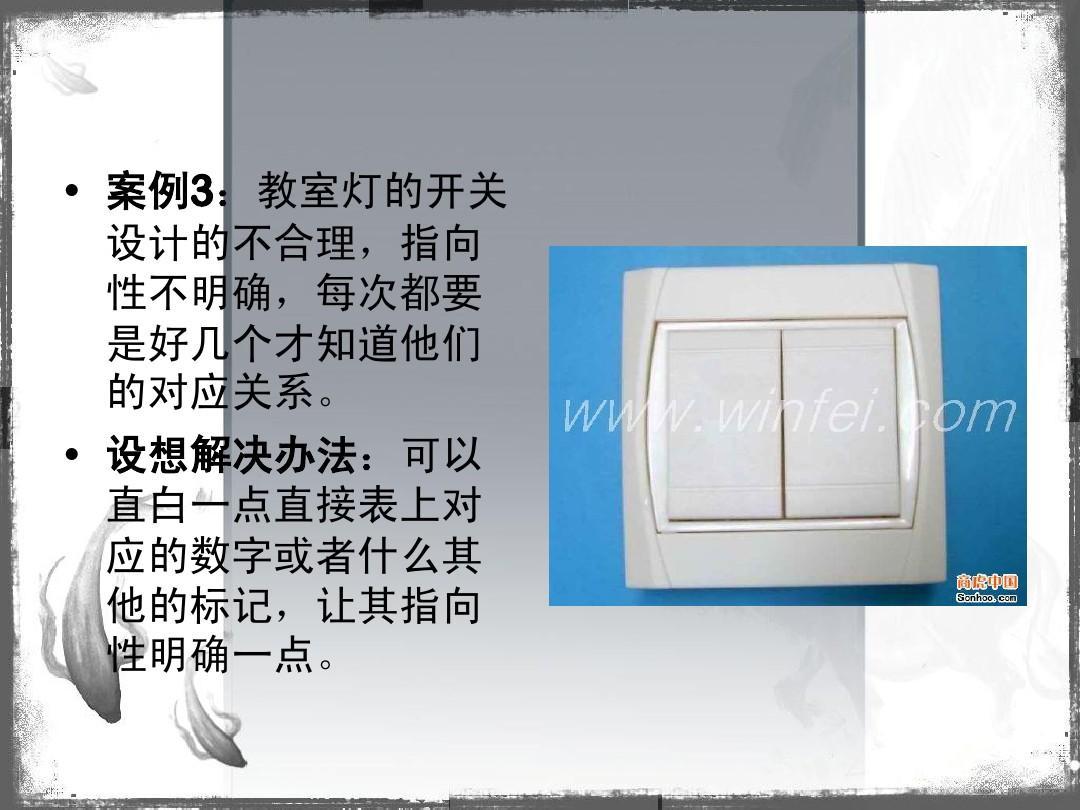 • 案例3：教室灯的开关
设计的不合理，指向
性不明确，每次都要
是好几个才知道他们
的对应关系。
• 设想解决办法：可以
直白一点直接表上对
应的数字或者什么其
他的标记，让其指向
性明确一点。
www.winfei.com
商虎中国
Sonhoo.com